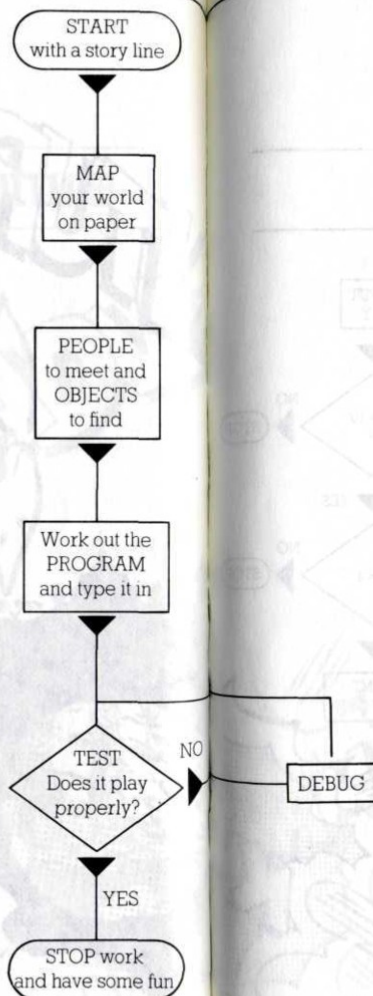 START
with a story line
MAP
your world
on paper
PEOPLE
to meet and
OBJECTS
to find
Work out the
PROGRAM
and type it in
TEST
Does it play
properly?
NO
DEBUG
YES
STOP work
and have some fun